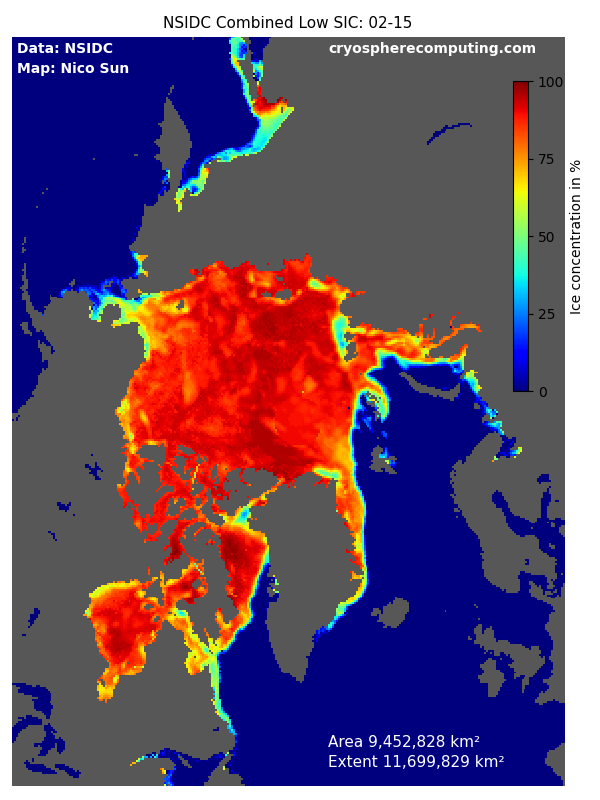 NSIDC Combined Low SIC: 02-15
Data: NSIDC
Map: Nico Sun
cryospherecomputing.com
100
75
50
25
0
Ice concentration in %
Area 9,452,828 km²
Extent 11,699,829 km²